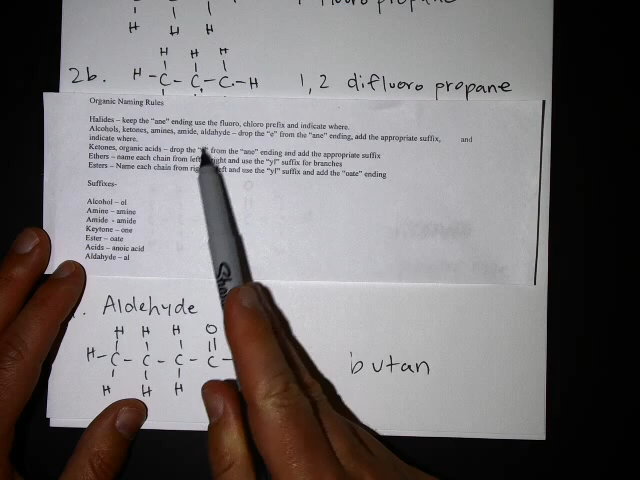 H H H
H H H
2b. H - C - C - C - H 1, 2 difluoro propane
Organic Naming Rules
Halides – keep the "ane" ending use the fluoro, chloro prefix and indicate where.
Alcohols, ketones, amines, amide, aldahyde – drop the "e" from the "ane" ending, add the appropriate suffix, and
indicate where.
Ketones, organic acids – drop the from the "ane" ending and add the appropriate suffix
Ethers – name each chain from left right and use the "yl" suffix for branches
Esters – Name each chain from left and use the "yl" suffix and add the "oate" ending
Suffixes-
Alcohol – ol
Amine – amine
Amide - amide
Keytone – one
Ester – oate
Acids – anoic acid
Aldahyde – al
Aldehyde
H H H O
H - C - C - C - C - butan
H H H